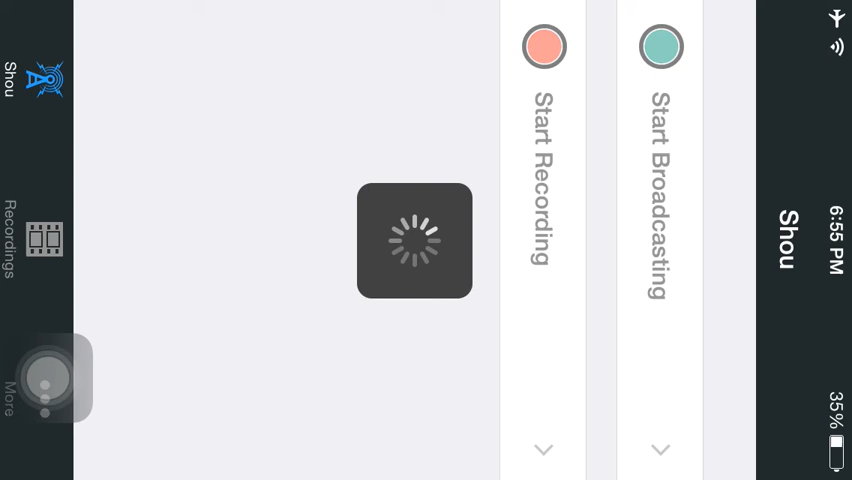 6:55 PM
35%
Shou
Start Broadcasting
Start Recording
Shou
Recordings
More